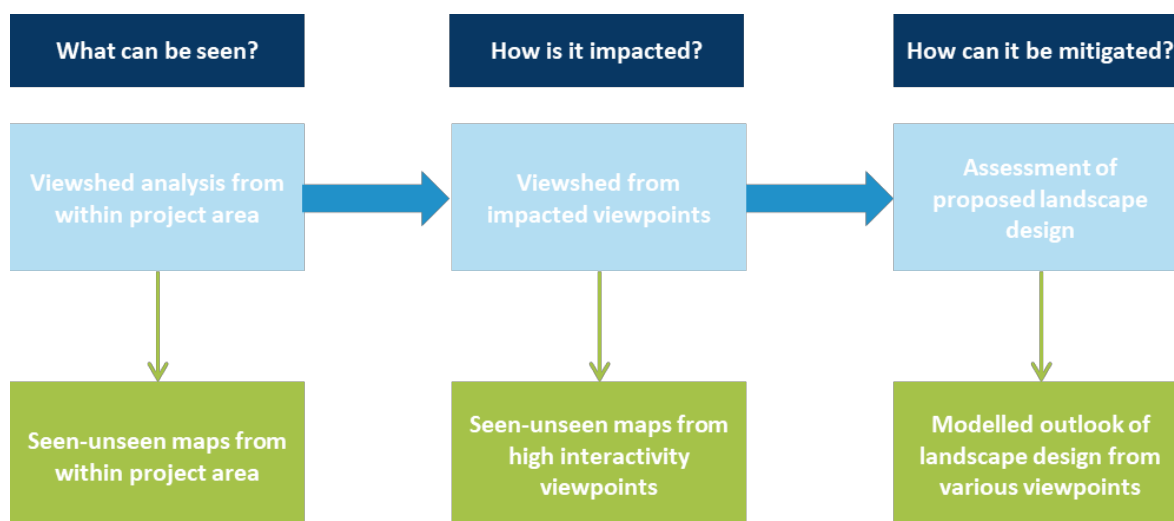 What can be seen?
How is it impacted?
How can it be mitigated?
Viewshed analysis from
within project area
Viewshed from
impacted viewpoints
Assessment of
proposed landscape
design
Seen-unseen maps from
within project area
Seen-unseen maps from
high interactivity
viewpoints
Modelled outlook of
landscape design from
various viewpoints